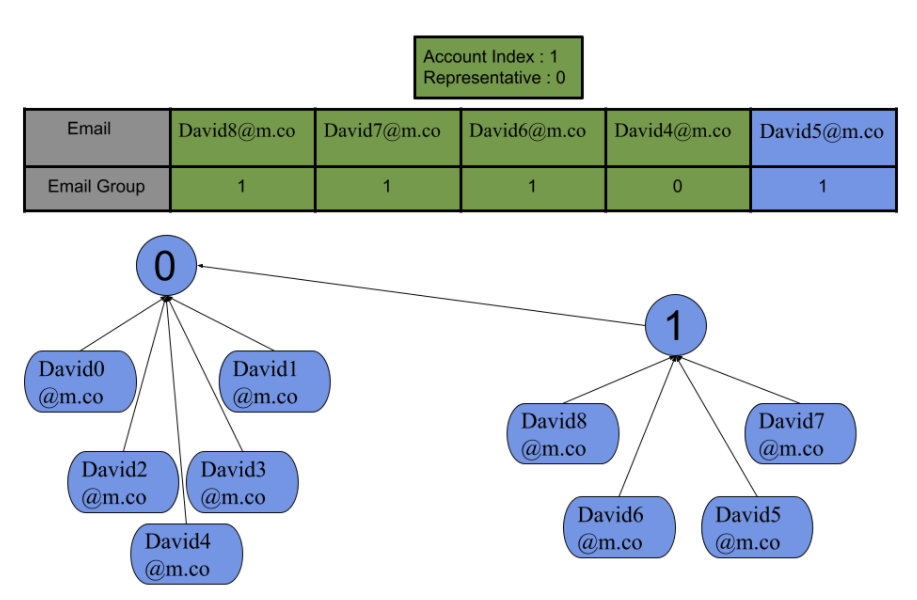 Account Index : 1
Representative : 0
Email David8@m.co David7@m.co David6@m.co David4@m.co David5@m.co
Email Group 1 1 1 0 1
0
1
David0
@m.co
David1
@m.co
David8
@m.co
David7
@m.co
David2
@m.co
David3
@m.co
David6
@m.co
David5
@m.co
David4
@m.co